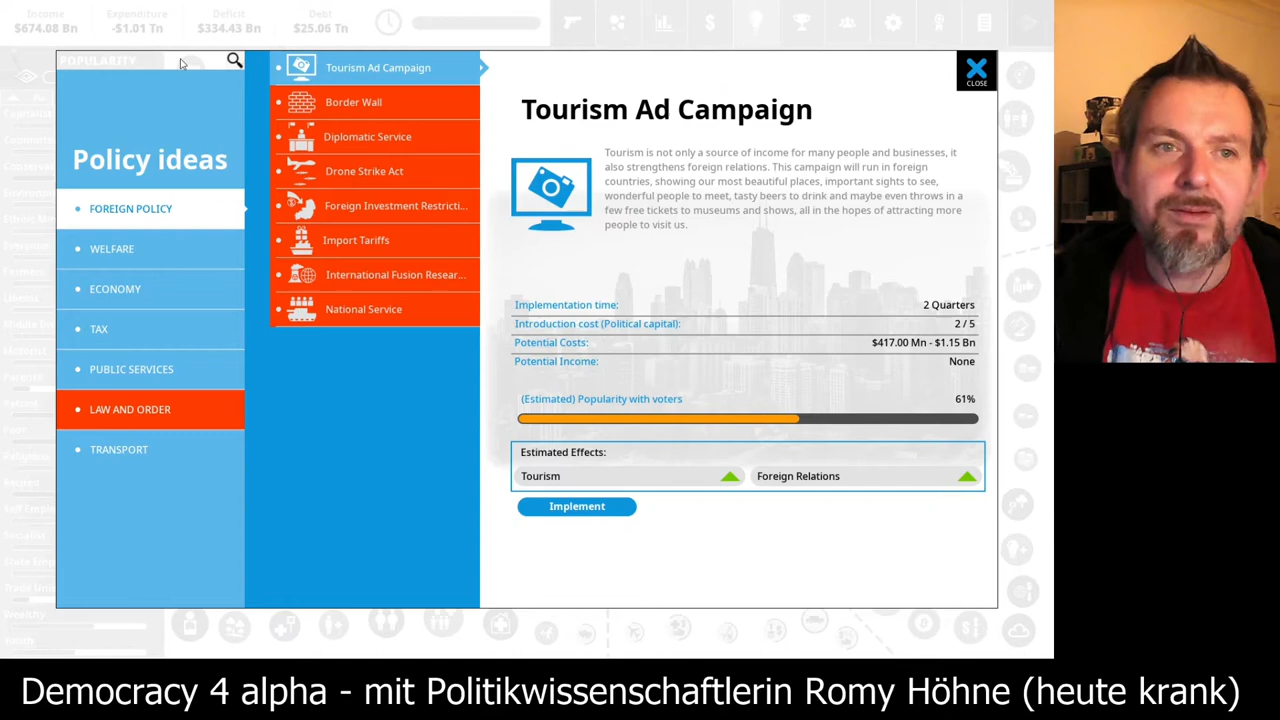 Income
Expenditure
Deficit
Debt
$674.08 Bn
-$1.01 Tn
$334.43 Bn
$25.06 Tn
POPULARITY
Policy ideas
FOREIGN POLICY
WELFARE
ECONOMY
TAX
PUBLIC SERVICES
LAW AND ORDER
TRANSPORT
Tourism Ad Campaign
Border Wall
Diplomatic Service
Drone Strike Act
Foreign Investment Restricti...
Import Tariffs
International Fusion Resear...
National Service
CLOSE
Tourism Ad Campaign
Tourism is not only a source of income for many people and businesses, it
also strengthens foreign relations. This campaign will run in foreign
countries, showing our most beautiful places, important sights to see,
wonderful people to meet, tasty beers to drink and maybe even throws in a
few free tickets to museums and shows, all in the hopes of attracting more
people to visit us.
Implementation time: 2 Quarters
Introduction cost (Political capital): 2 / 5
Potential Costs: $417.00 Mn - $1.15 Bn
Potential Income: None
(Estimated) Popularity with voters 61%
Estimated Effects:
Tourism
Foreign Relations
Implement
Wealthy
Youth
Democracy 4 alpha - mit Politikwissenschaftlerin Romy Höhne (heute krank)